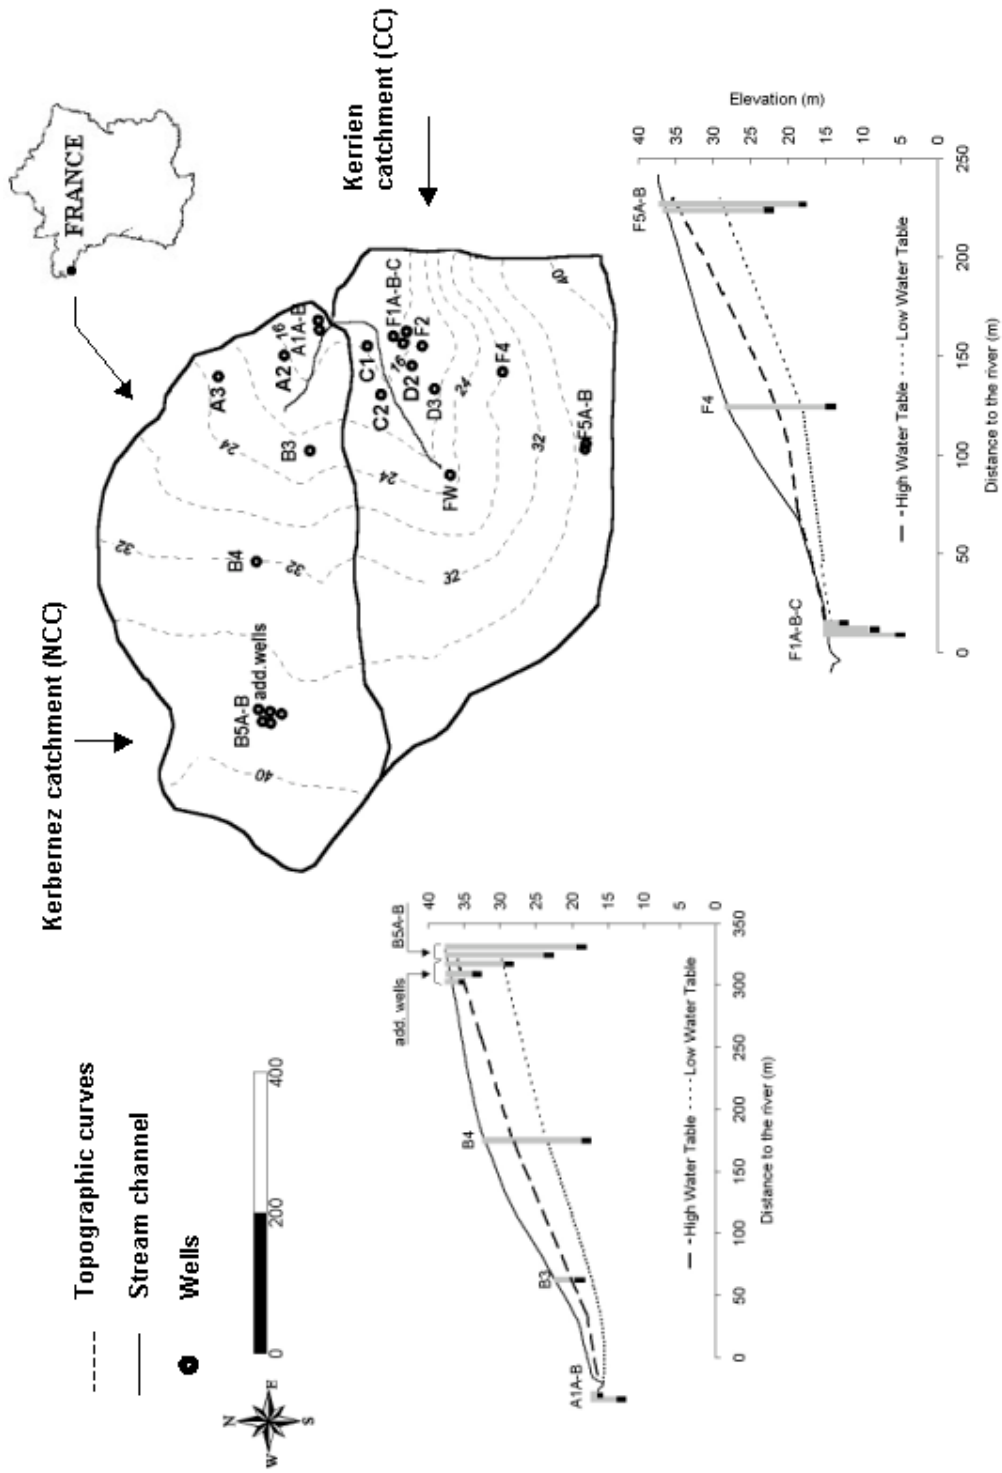 Kerbernez catchment (NCC)
FRANCE
Kerrien
catchment (CC)
N
W
E
S
Topographic curves
Stream channel
Wells
0
200
400
40
32
32
24
24
16
16
24
32
32
40
B5A-B
add.wells
B4
B3
A3
A2
A1A-B
C1
C2
FW
F1A-B-C
F2
D2
D3
F4
F5A-B
A1A-B
B3
B4
add. wells
B5A-B
40
35
30
25
20
15
10
5
0
0
50
100
150
200
250
300
350
High Water Table
Low Water Table
Distance to the river (m)
F1A-B-C
F4
F5A-B
Elevation (m)
40
35
30
25
20
15
10
5
0
0
50
100
150
200
250
High Water Table
Low Water Table
Distance to the river (m)